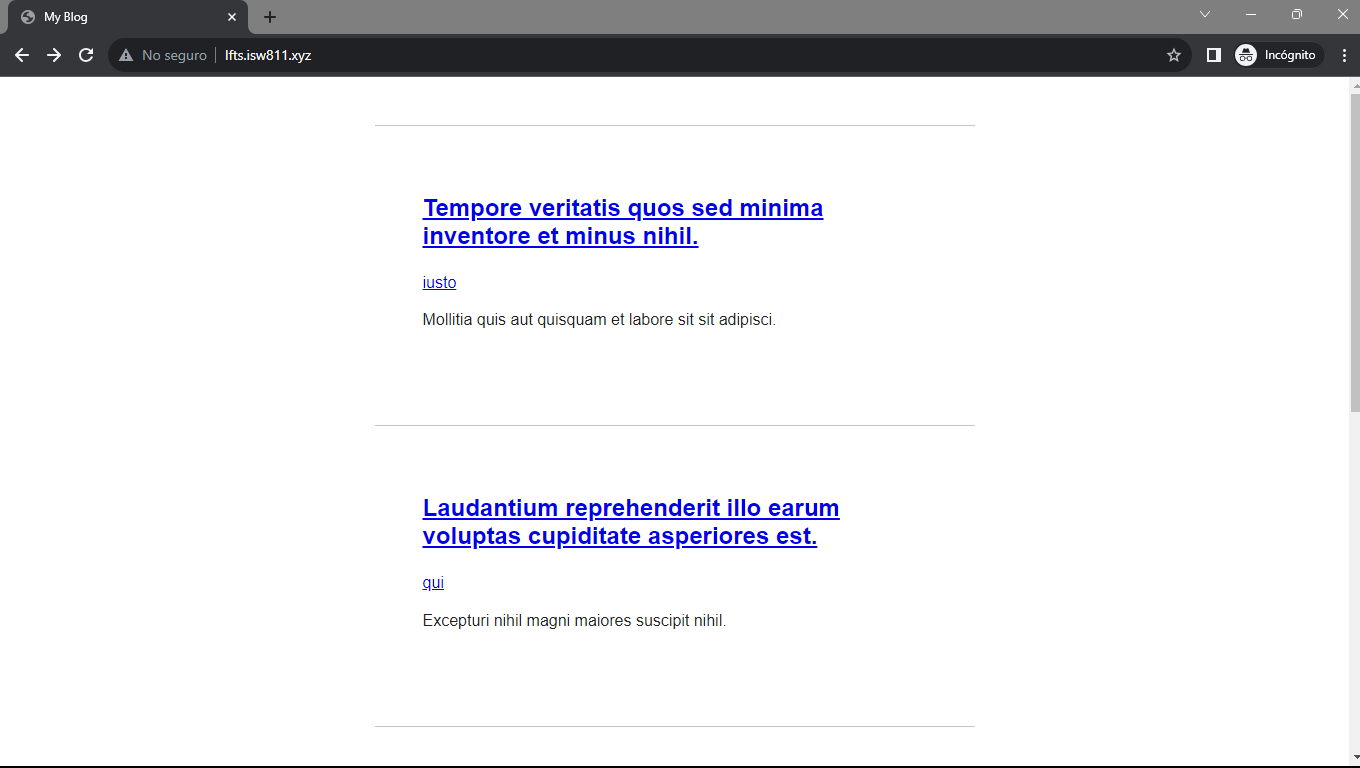 My Blog
No seguro
lfts.isw811.xyz
Incógnito
Tempore veritatis quos sed minima
inventore et minus nihil.
iusto
Mollitia quis aut quisquam et labore sit sit adipisci.
Laudantium reprehenderit illo earum
voluptas cupiditate asperiores est.
qui
Excepturi nihil magni maiores suscipit nihil.